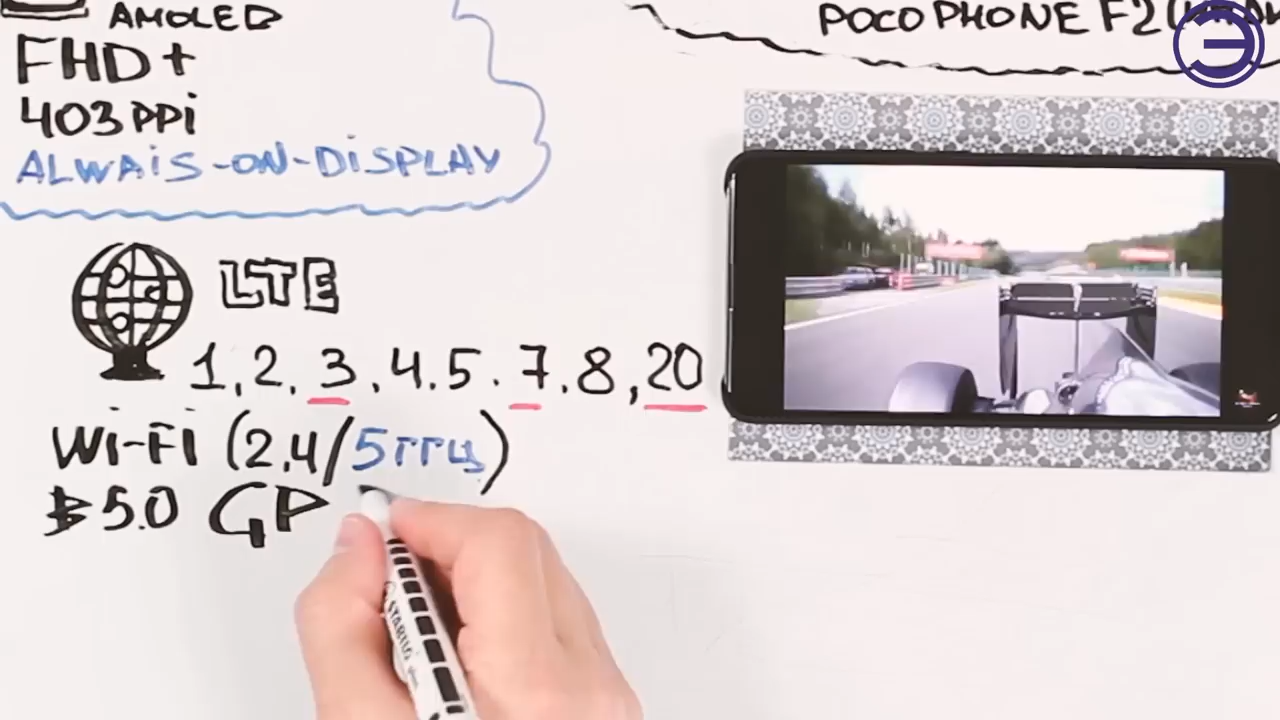 AMOLED
FHD+
403 PPi
ALWAiS-ON-DiSPLAY
POCOPHONE F2
Э
LTE
1, 2, 3, 4, 5, 7, 8, 20
Wi-Fi (2,4/5ГГЦ)
5.0 GP
STABILO